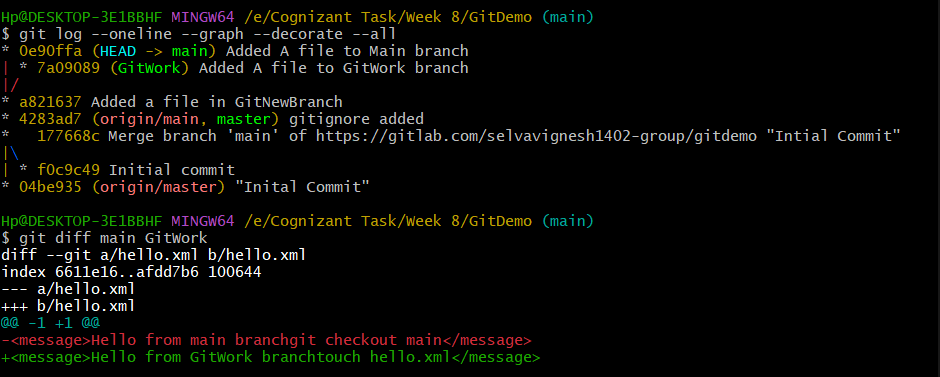 Hp@DESKTOP-3E1BBHF MINGW64 /e/Cognizant Task/Week 8/GitDemo (main)
$ git log --oneline --graph --decorate --all
* 0e90ffa (HEAD -> main) Added A file to Main branch
| * 7a09089 (GitWork) Added A file to GitWork branch
|/
* a821637 Added a file in GitNewBranch
* 4283ad7 (origin/main, master) gitignore added
*   177668c Merge branch 'main' of https://gitlab.com/selvavignesh1402-group/gitdemo "Intial Commit"
|\
| * f0c9c49 Initial commit
* 04be935 (origin/master) "Inital Commit"
Hp@DESKTOP-3E1BBHF MINGW64 /e/Cognizant Task/Week 8/GitDemo (main)
$ git diff main GitWork
diff --git a/hello.xml b/hello.xml
index 6611e16..afdd7b6 100644
--- a/hello.xml
+++ b/hello.xml
@@ -1 +1 @@
-<message>Hello from main branchgit checkout main</message>
+<message>Hello from GitWork branchtouch hello.xml</message>